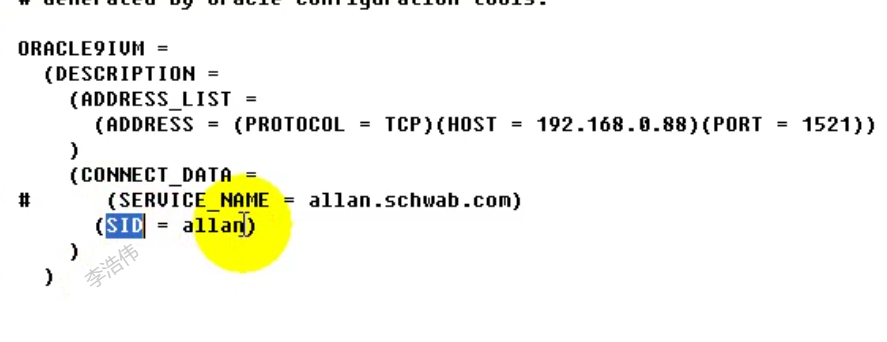 # Generated by Oracle configuration tools.
ORACLE9IVM =
(DESCRIPTION =
(ADDRESS_LIST =
(ADDRESS = (PROTOCOL = TCP)(HOST = 192.168.0.88)(PORT = 1521))
)
(CONNECT_DATA =
# (SERVICE_NAME = allan.schwab.com)
(SID = allan)
)
)
李浩伟